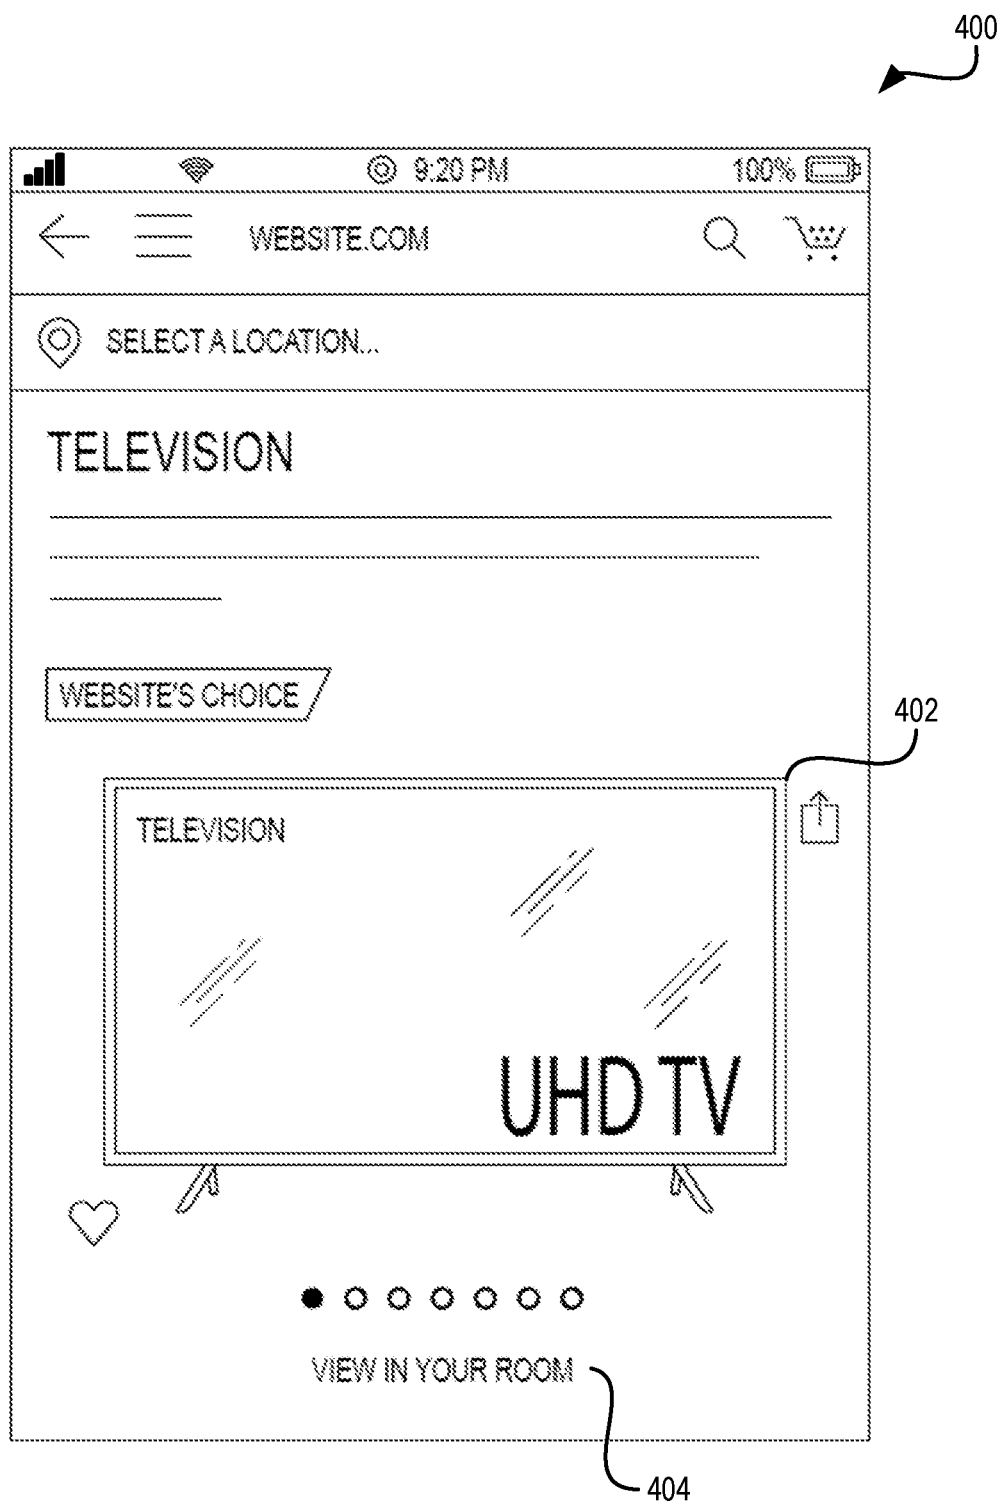 400
9:20 PM 100%
WEBSITE.COM
SELECT A LOCATION...
TELEVISION
WEBSITE'S CHOICE
402
TELEVISION
UHD TV
VIEW IN YOUR ROOM
404